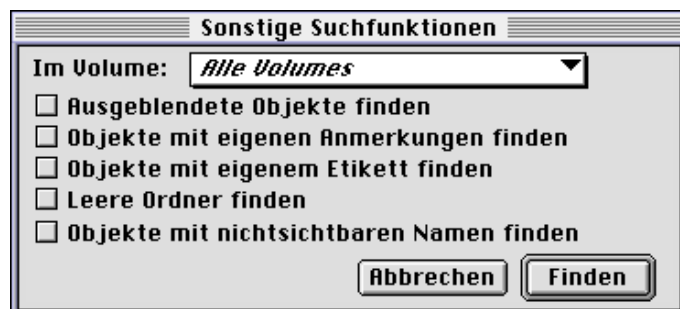 Sonstige Suchfunktionen
Im Volume: Alle Volumes
Ausgeblendete Objekte finden
Objekte mit eigenen Anmerkungen finden
Objekte mit eigenem Etikett finden
Leere Ordner finden
Objekte mit nichtsichtbaren Namen finden
Abbrechen Finden